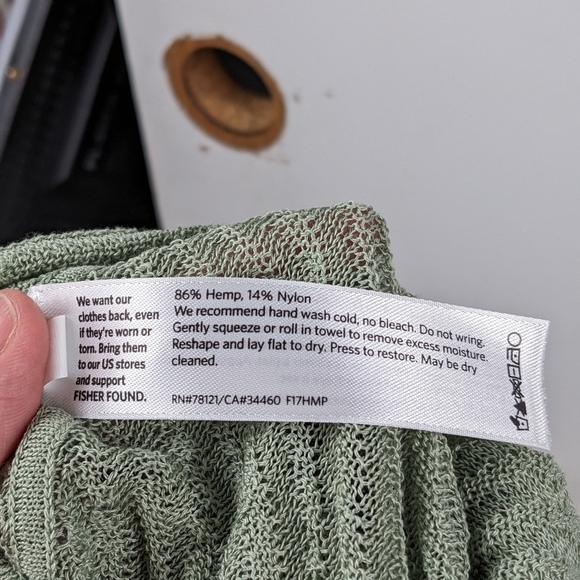 We want our
clothes back, even
if they're worn or
torn. Bring them
to our US stores
and support
FISHER FOUND.
86% Hemp, 14% Nylon
We recommend hand wash cold, no bleach. Do not wring.
Gently squeeze or roll in towel to remove excess moisture.
Reshape and lay flat to dry. Press to restore. May be dry
cleaned.
RN#78121/CA#34460 F17HMP